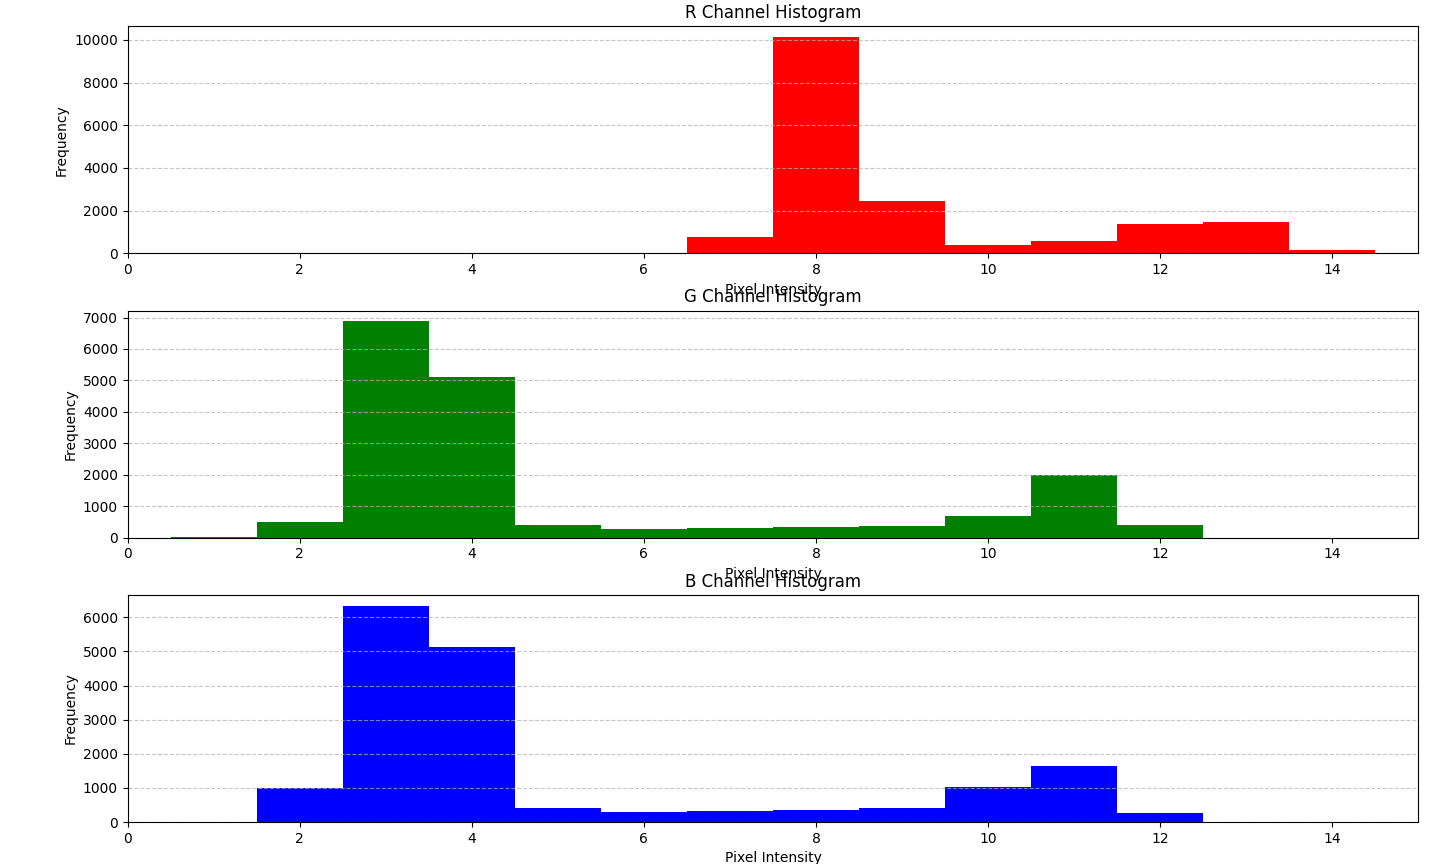 R Channel Histogram
Frequency
10000
8000
6000
4000
2000
0
0 2 4 6 8 10 12 14
Pixel Intensity
G Channel Histogram
Frequency
7000
6000
5000
4000
3000
2000
1000
0
0 2 4 6 8 10 12 14
Pixel Intensity
B Channel Histogram
Frequency
6000
5000
4000
3000
2000
1000
0
0 2 4 6 8 10 12 14
Pixel Intensity